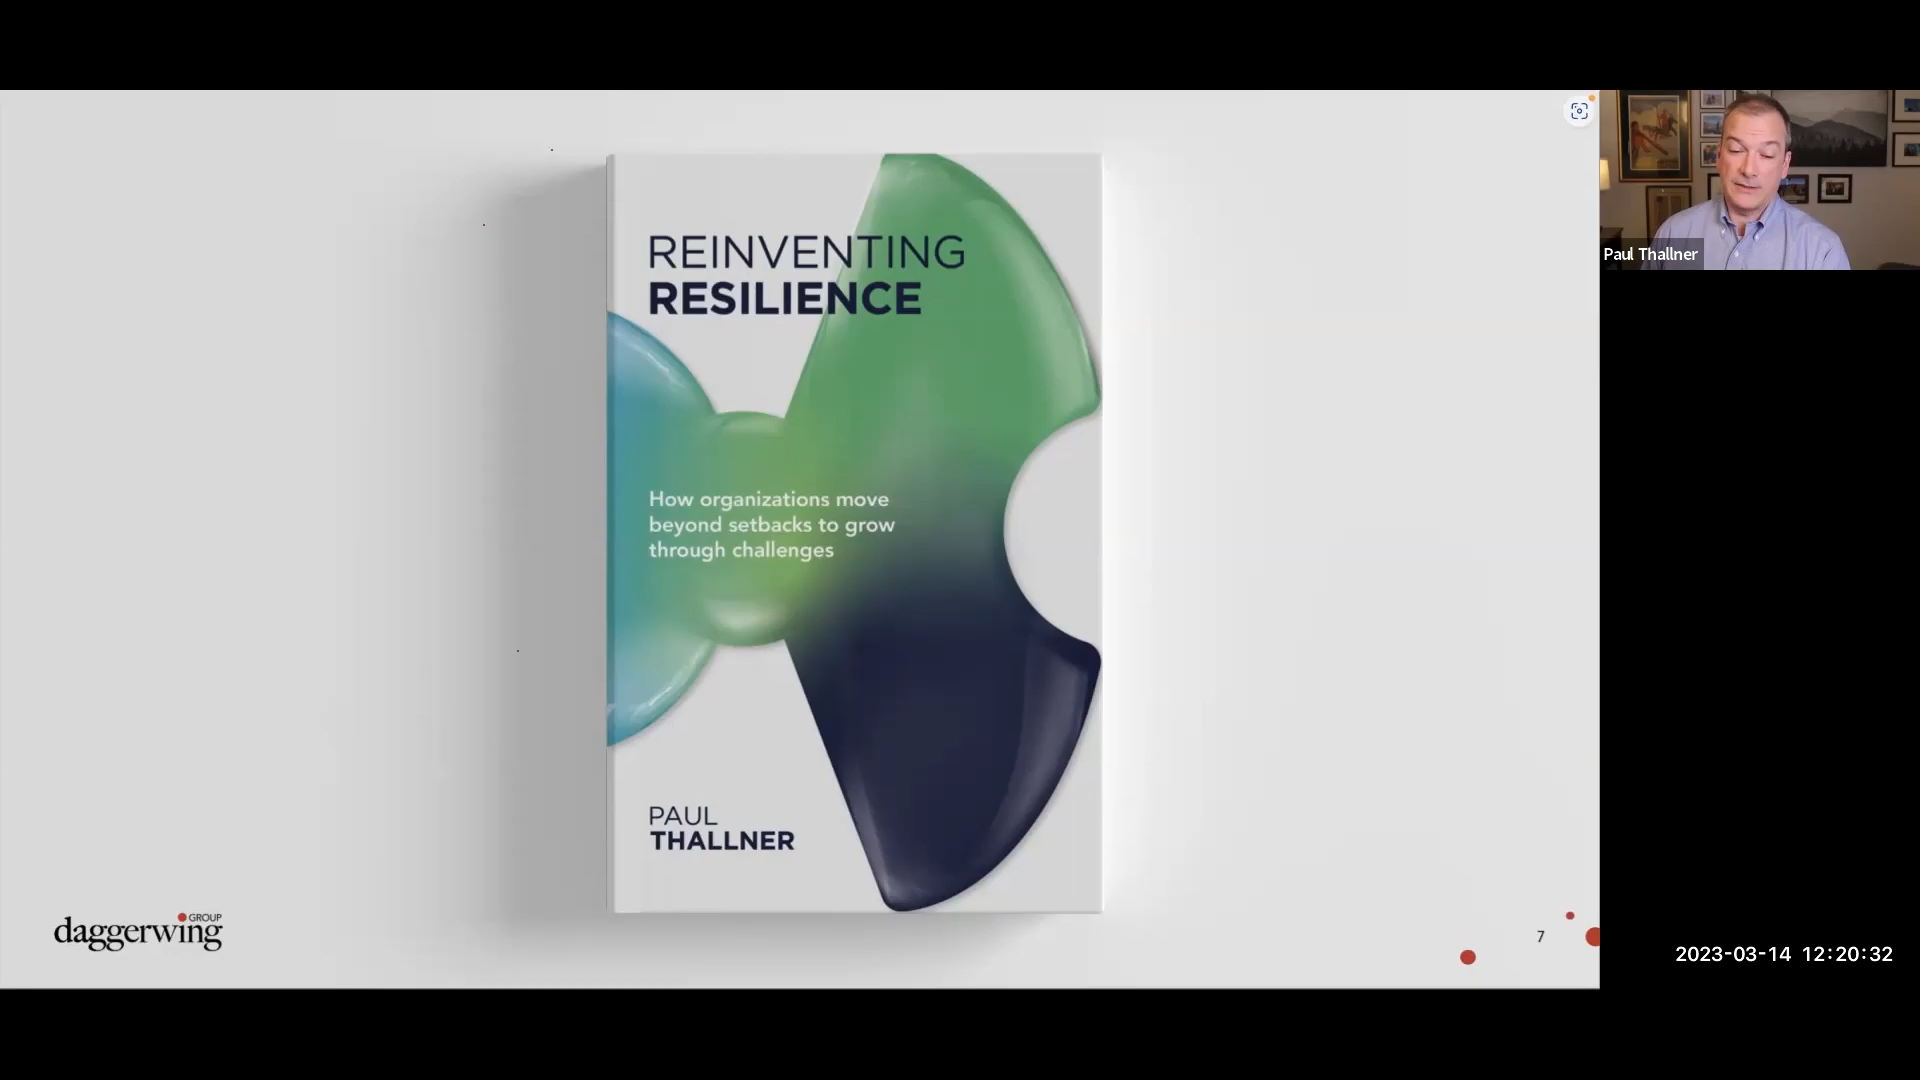 REINVENTING
RESILIENCE
How organizations move
beyond setbacks to grow
through challenges
PAUL
THALLNER
GROUP
daggerwing
7
Paul Thallner
2023-03-14 12:20:32